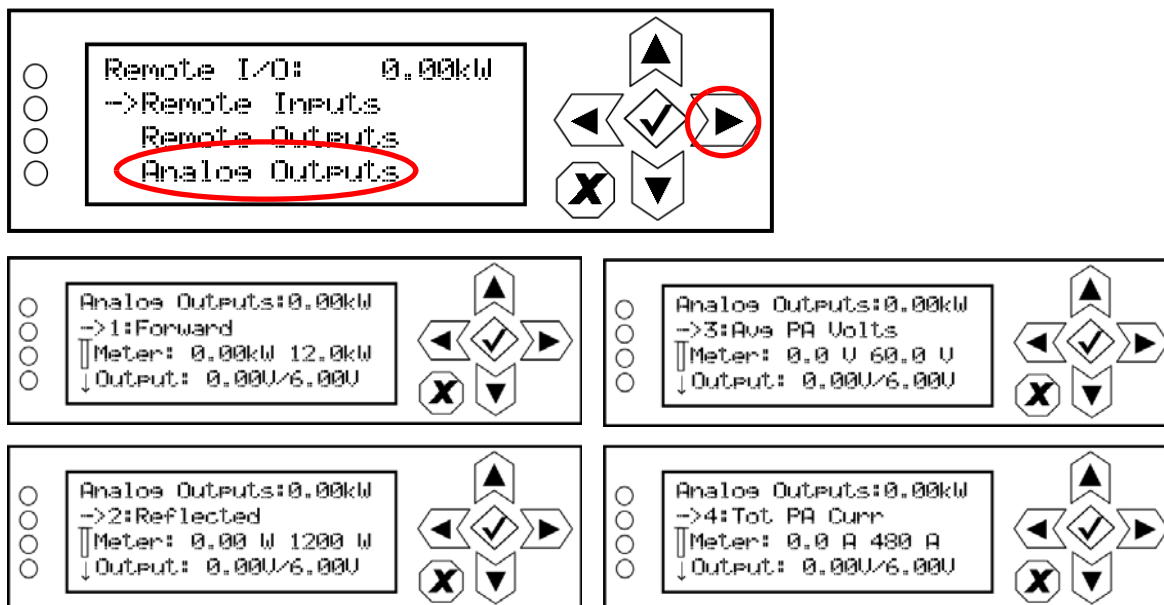 Remote I/O: 0.00kW
->Remote Inputs
Remote Outputs
Analog Outputs
X
Analog Outputs:0.00kW
->1:Forward
Meter: 0.00kW 12.0kW
↓Output: 0.00V/6.00V
X
Analog Outputs:0.00kW
->3:Avg PA Volts
Meter: 0.0 V 60.0 V
↓Output: 0.00V/6.00V
X
Analog Outputs:0.00kW
->2:Reflected
Meter: 0.00 W 1200 W
↓Output: 0.00V/6.00V
X
Analog Outputs:0.00kW
->4:Tot PA Curr
Meter: 0.0 A 480 A
↓Output: 0.00V/6.00V
X